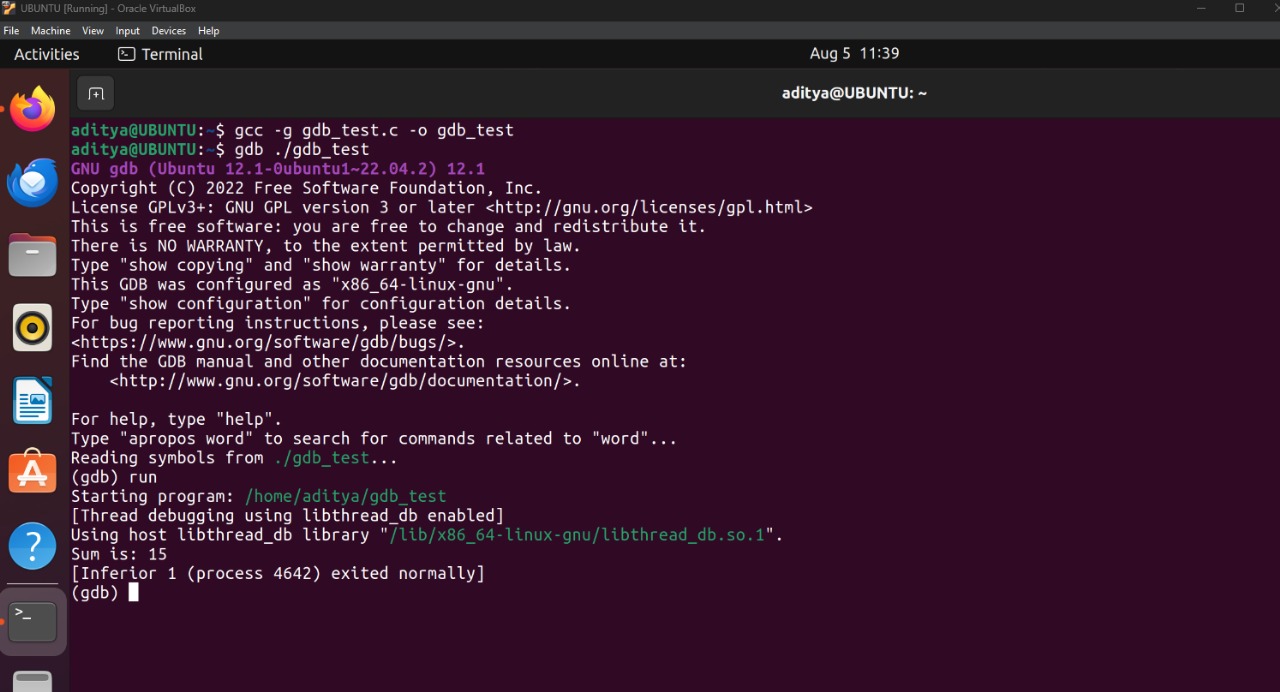 UBUNTU [Running] - Oracle VirtualBox
File Machine View Input Devices Help
Activities Terminal Aug 5 11:39
aditya@UBUNTU: ~
aditya@UBUNTU:~$ gcc -g gdb_test.c -o gdb_test
aditya@UBUNTU:~$ gdb ./gdb_test
GNU gdb (Ubuntu 12.1-0ubuntu1~22.04.2) 12.1
Copyright (C) 2022 Free Software Foundation, Inc.
License GPLv3+: GNU GPL version 3 or later <http://gnu.org/licenses/gpl.html>
This is free software: you are free to change and redistribute it.
There is NO WARRANTY, to the extent permitted by law.
Type "show copying" and "show warranty" for details.
This GDB was configured as "x86_64-linux-gnu".
Type "show configuration" for configuration details.
For bug reporting instructions, please see:
<https://www.gnu.org/software/gdb/bugs/>.
Find the GDB manual and other documentation resources online at:
    <http://www.gnu.org/software/gdb/documentation/>.
For help, type "help".
Type "apropos word" to search for commands related to "word"...
Reading symbols from ./gdb_test...
(gdb) run
Starting program: /home/aditya/gdb_test
[Thread debugging using libthread_db enabled]
Using host libthread_db library "/lib/x86_64-linux-gnu/libthread_db.so.1".
Sum is: 15
[Inferior 1 (process 4642) exited normally]
(gdb)